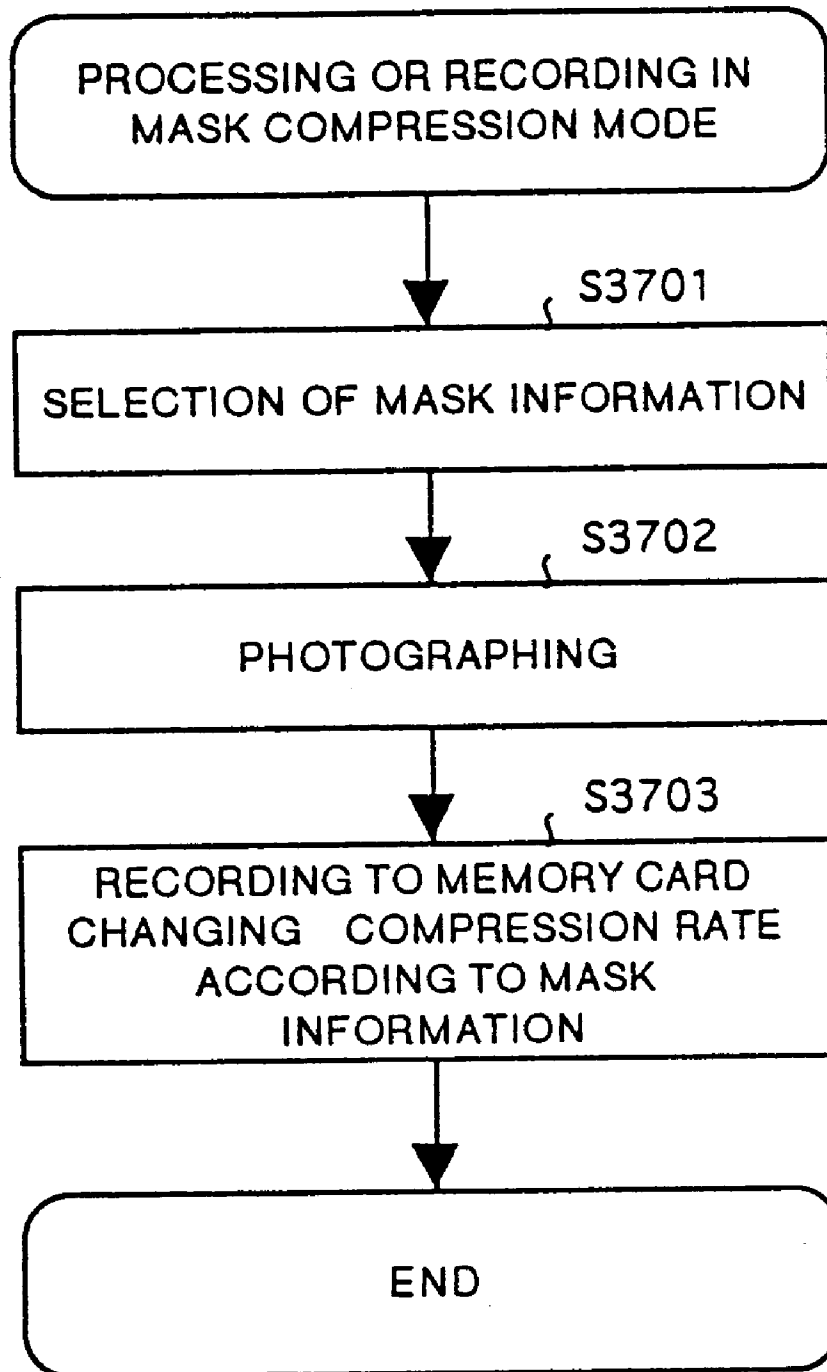 PROCESSING OR RECORDING IN
MASK COMPRESSION MODE
S3701
SELECTION OF MASK INFORMATION
S3702
PHOTOGRAPHING
S3703
RECORDING TO MEMORY CARD
CHANGING COMPRESSION RATE
ACCORDING TO MASK
INFORMATION
END